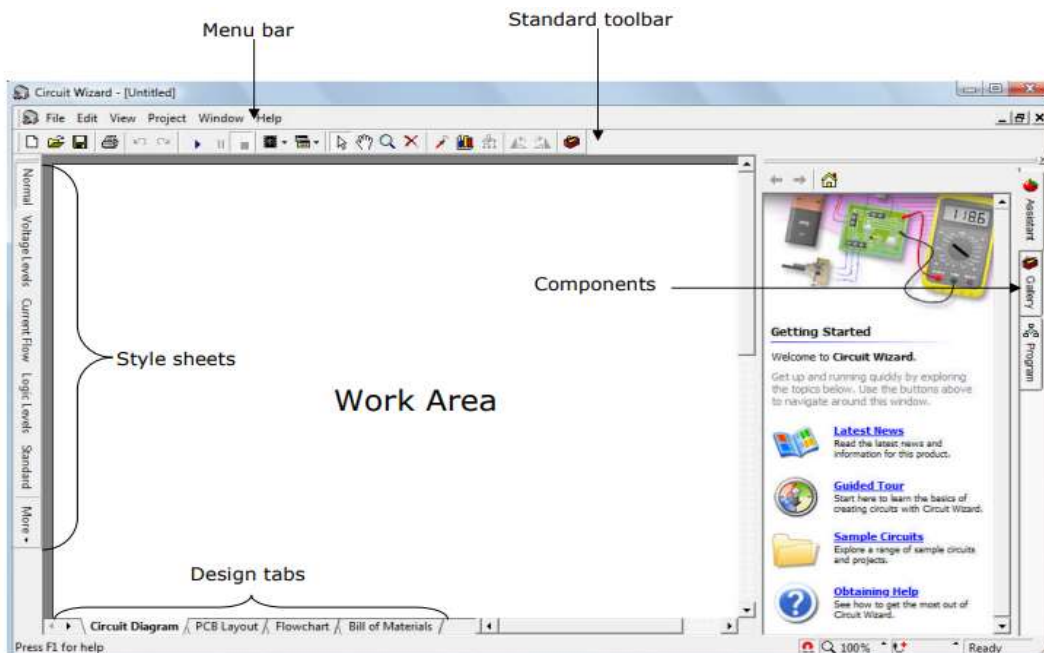 Menu bar
Standard toolbar
Circuit Wizard - [Untitled]
File Edit View Project Window Help
Normal
Voltage Levels
Current Flow
Logic Levels
Standard
More
Style sheets
Work Area
Components
Design tabs
1186
Getting Started
Welcome to Circuit Wizard.
Get up and running quickly by exploring
the topics below. Use the buttons above
to navigate around this window.
Latest News
Read the latest news and
information for this product.
Guided Tour
Start here to learn the basics of
creating circuits with Circuit Wizard.
Sample Circuits
Explore a range of sample circuits
and projects.
Obtaining Help
See how to get the most out of
Circuit Wizard.
Assistant
Gallery
Program
Circuit Diagram PCB Layout Flowchart Bill of Materials
Press F1 for help
100%
Ready